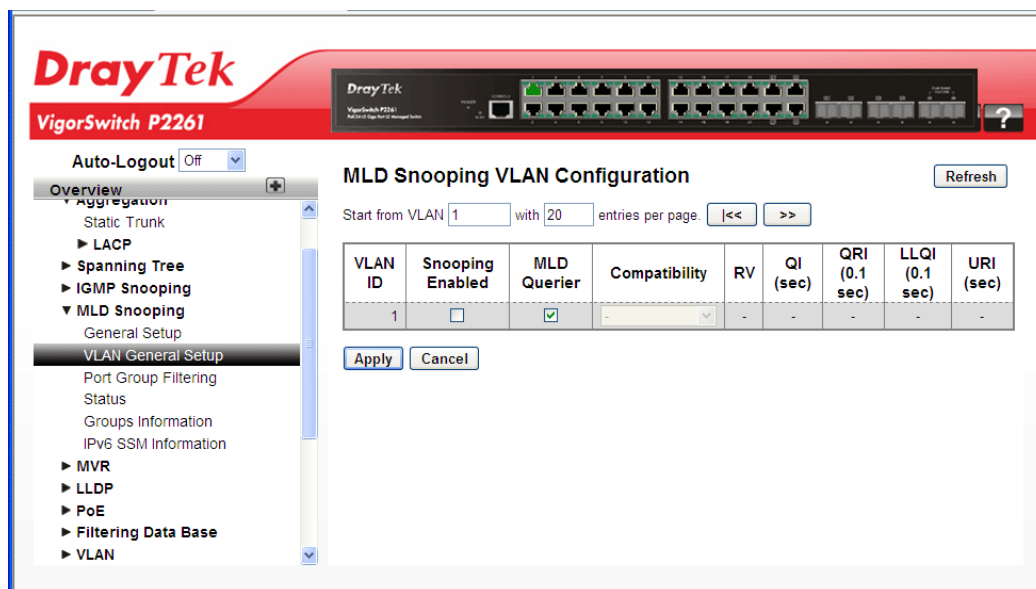 DrayTek
VigorSwitch P2261
DrayTek
VigorSwitch P2261
?
Auto-Logout Off
Overview
Aggregation
Static Trunk
LACP
Spanning Tree
IGMP Snooping
MLD Snooping
General Setup
VLAN General Setup
Port Group Filtering
Status
Groups Information
IPv6 SSM Information
MVR
LLDP
PoE
Filtering Data Base
VLAN
MLD Snooping VLAN Configuration
Refresh
Start from VLAN 1 with 20 entries per page. |<< >>
VLAN ID Snooping Enabled MLD Querier Compatibility RV QI (sec) QRI (0.1 sec) LLQI (0.1 sec) URI (sec)
1 - - - - - -
Apply Cancel